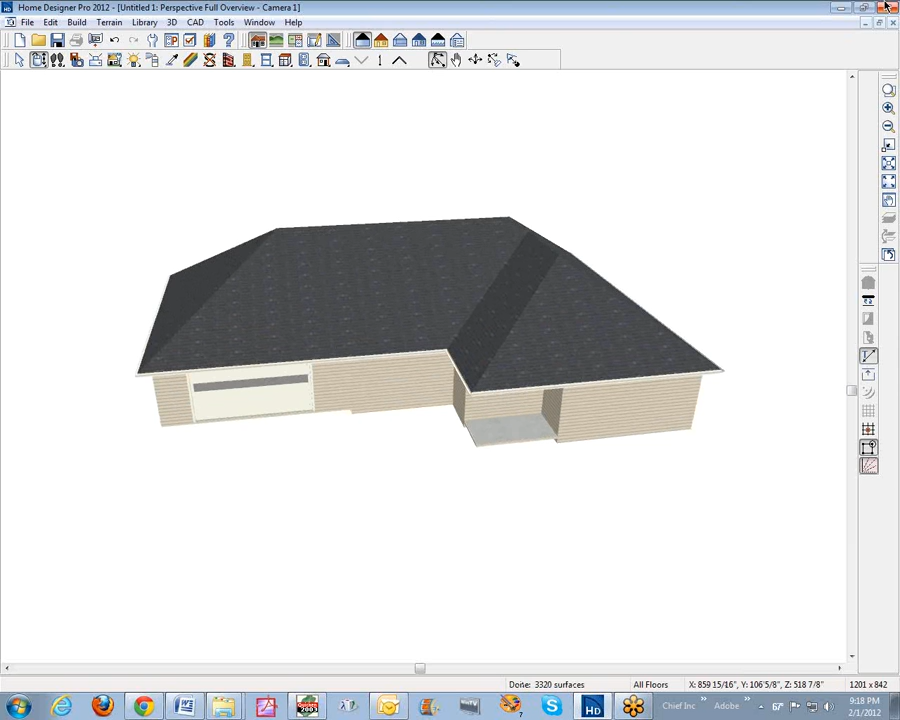 Home Designer Pro 2012 - [Untitled 1: Perspective Full Overview - Camera 1]
File Edit Build Terrain Library 3D CAD Tools Window Help
Done: 3320 surfaces All Floors X: 859 15/16", Y: 106 5/8", Z: 518 7/8" 1201 x 842
Chief Inc » Adobe » 67° 9:18 PM
2/1/2012